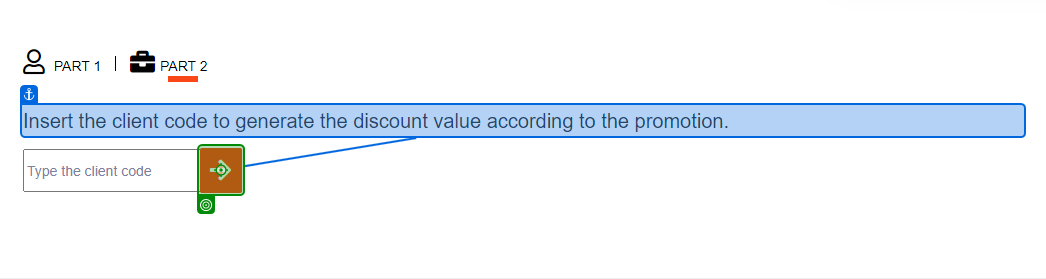 PART 1 | PART 2
Insert the client code to generate the discount value according to the promotion.
Type the client code